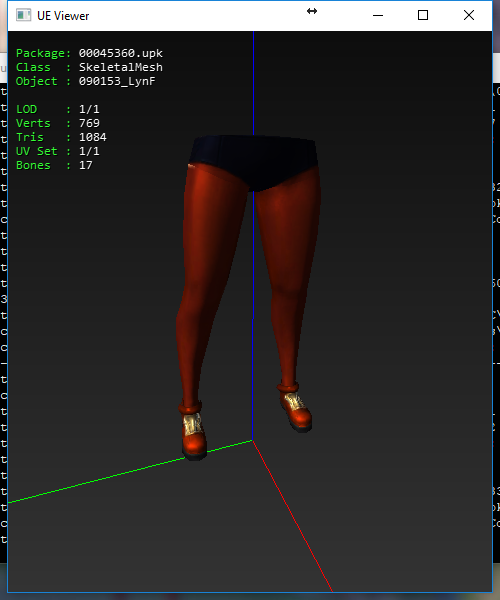 UE Viewer
Package: 00045360.upk
Class : SkeletalMesh
Object : 090153_LynF
LOD : 1/1
Verts : 769
Tris : 1084
UV Set : 1/1
Bones : 17